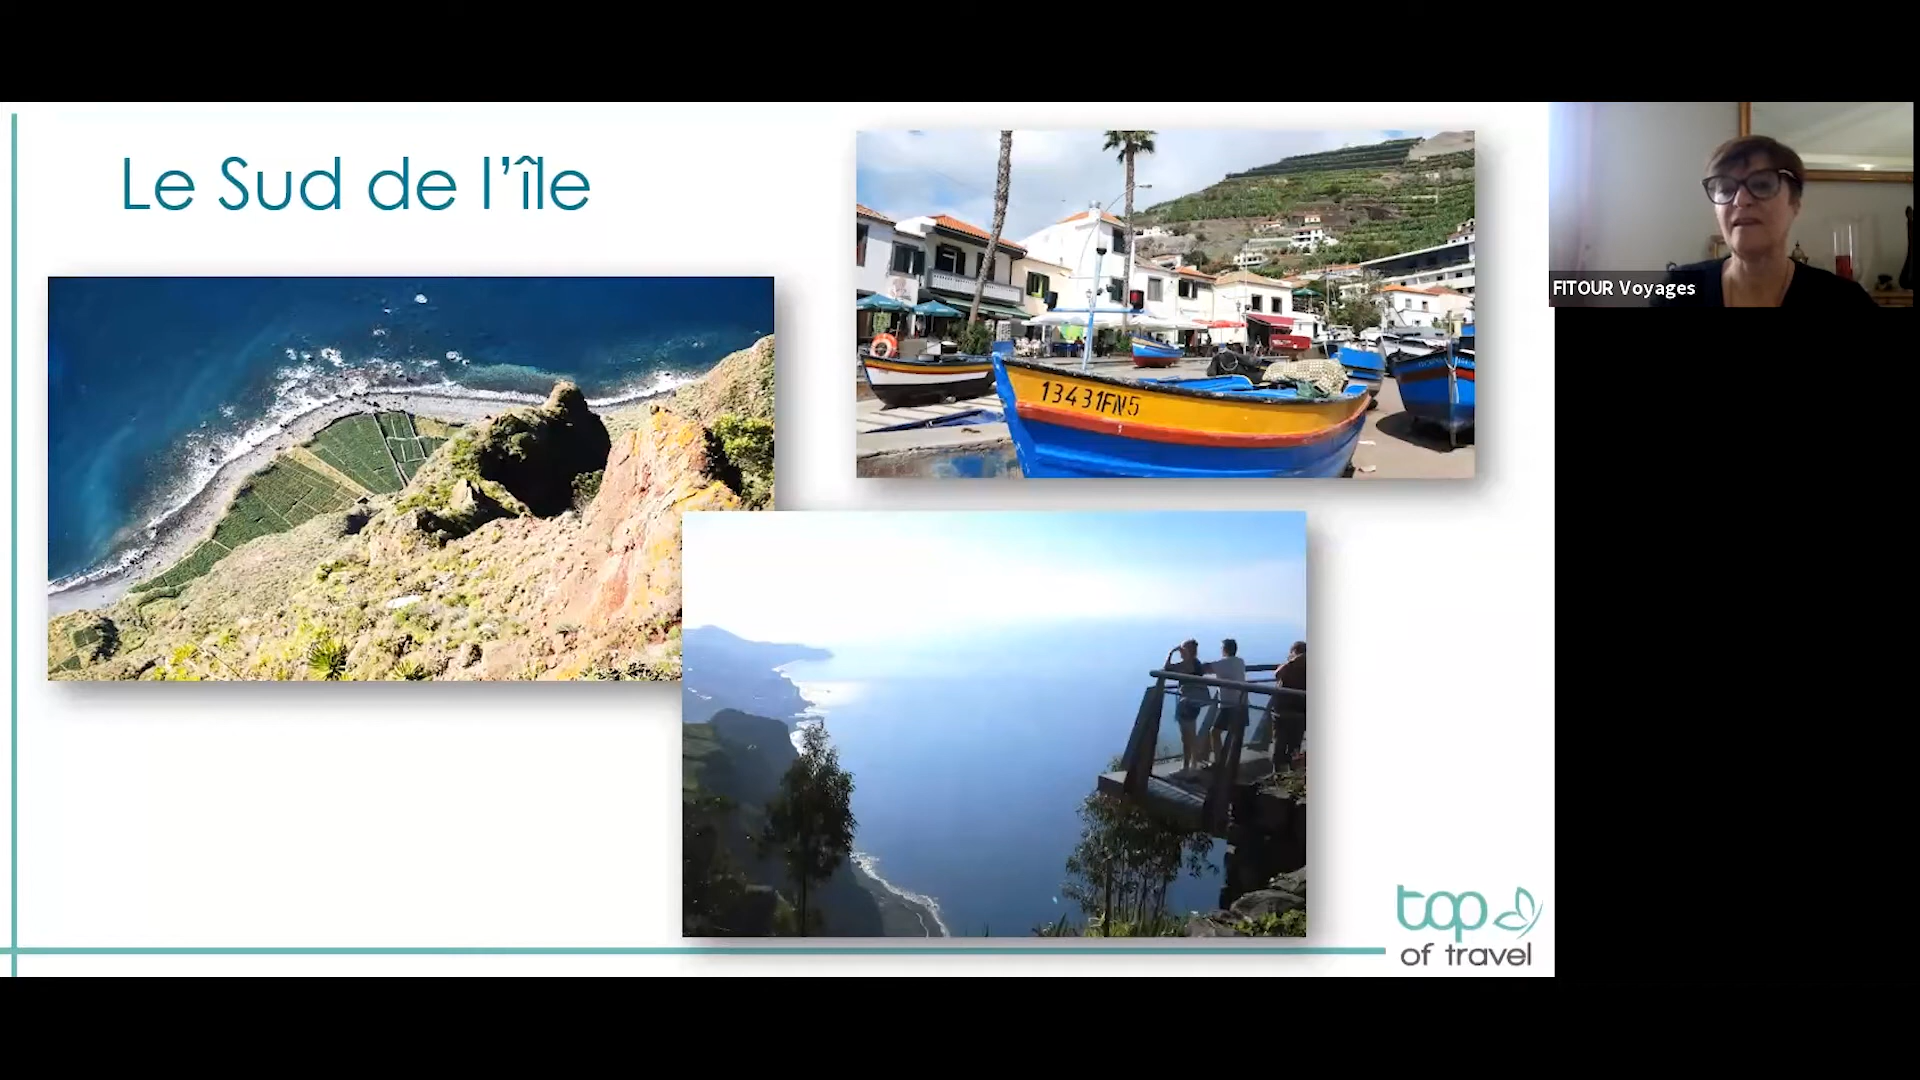 Le Sud de l'île
13431FN5
FITOUR Voyages
top
of travel